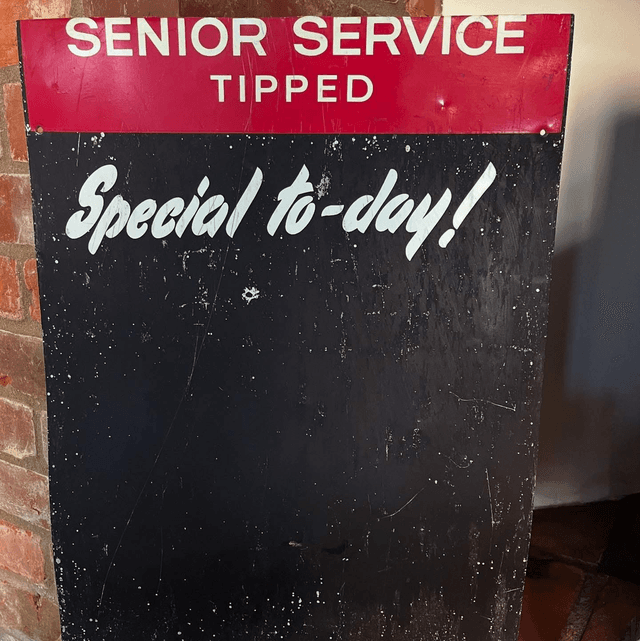 SENIOR SERVICE
TIPPED
Special to-day!